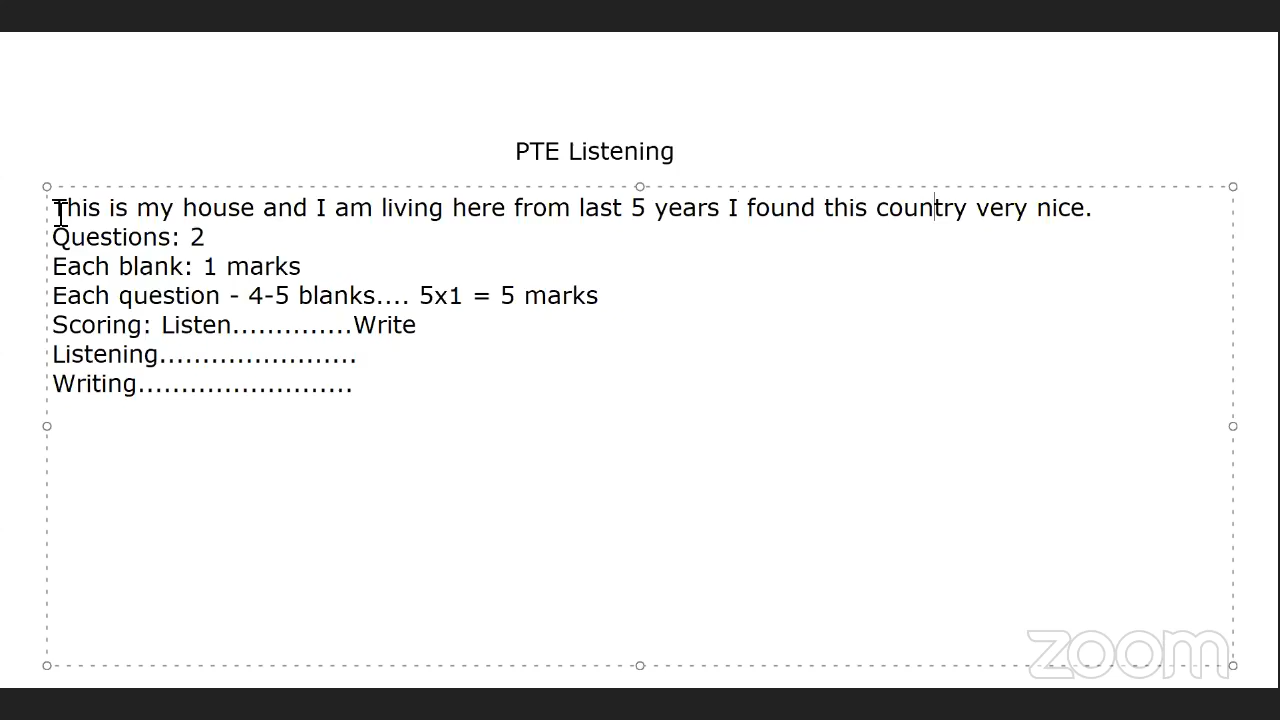 PTE Listening
This is my house and I am living here from last 5 years I found this country very nice.
Questions: 2
Each blank: 1 marks
Each question - 4-5 blanks.... 5x1 = 5 marks
Scoring: Listen..............Write
Listening.......................
Writing.........................
zoom